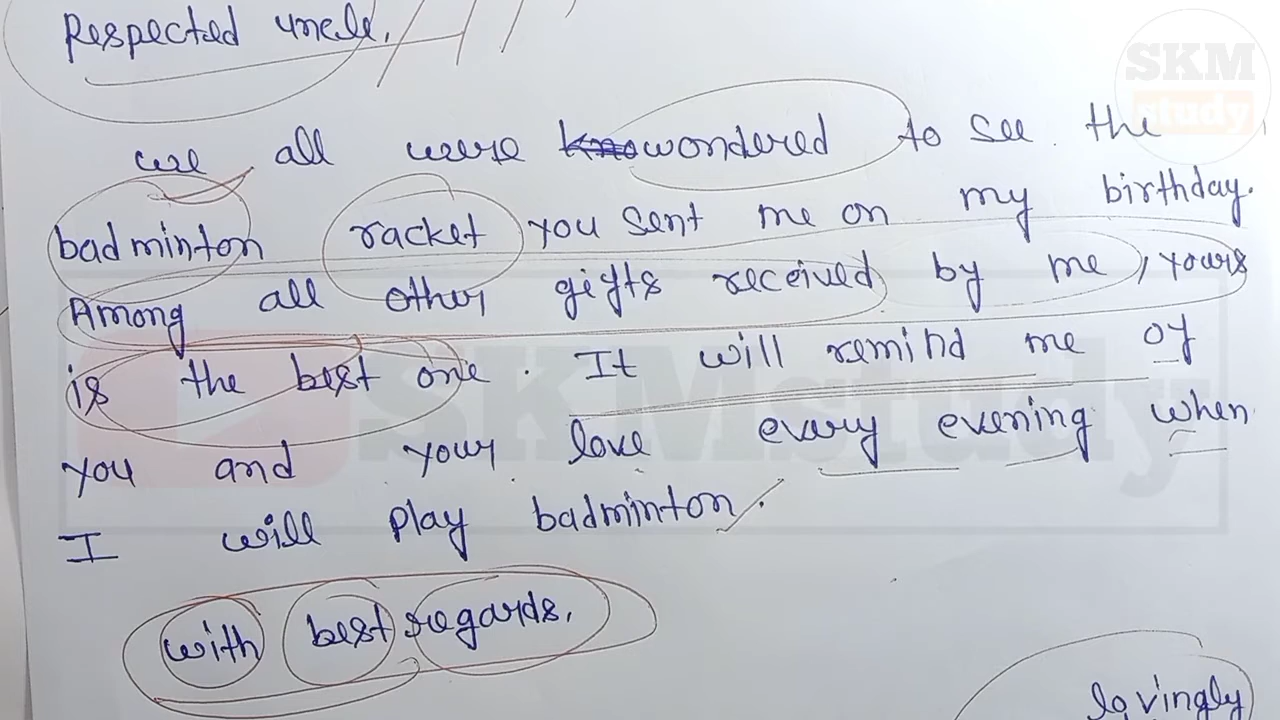 Respected uncle,
SKM
study
we all were wondered to see the
badminton racket you sent me on my birthday.
Among all other gifts received by me, yours
is the best one. It will remind me of
you and your love evary evening when
I will play badminton.
with best regards,
lovingly
SKMstudy